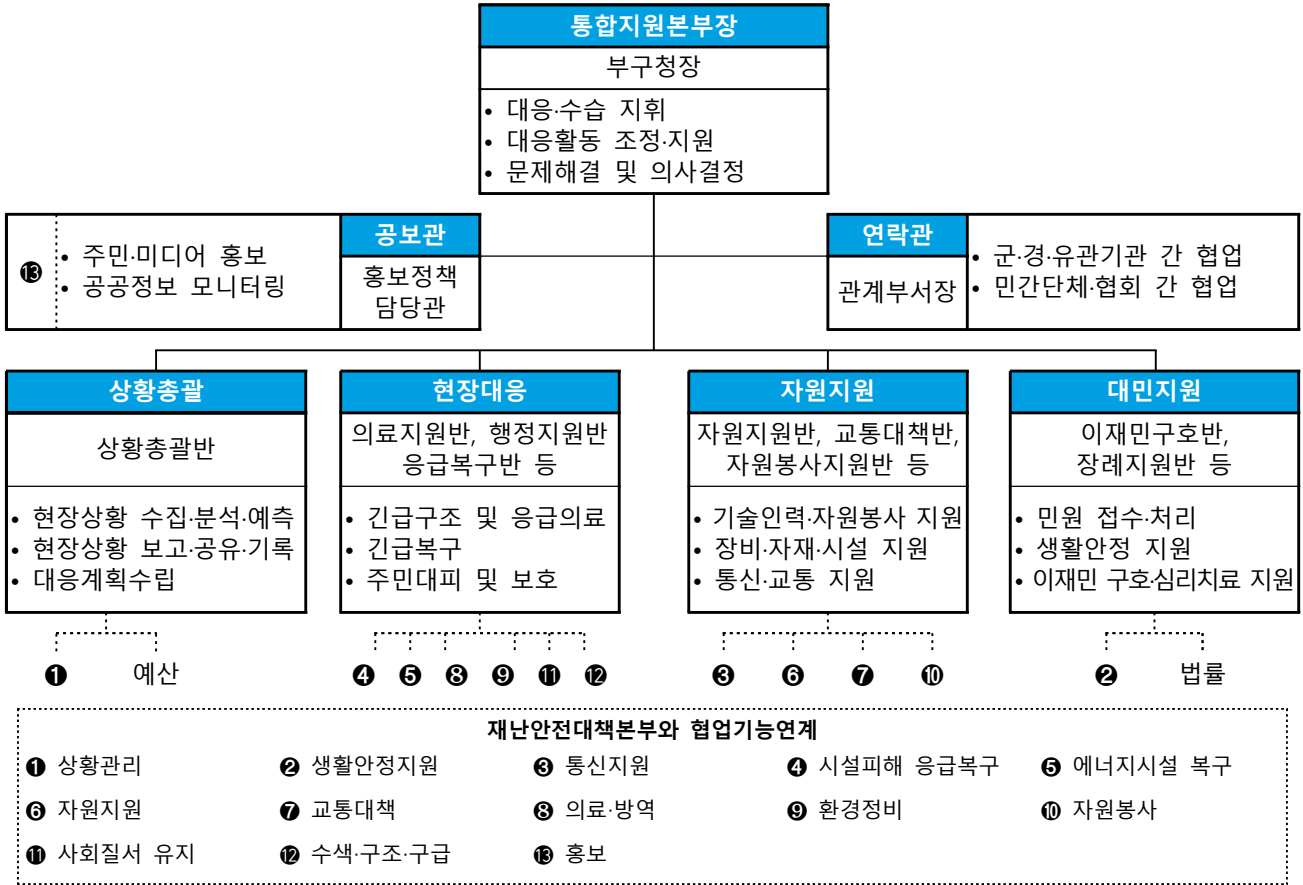 통합지원본부장
부구청장
• 대응·수습 지휘
• 대응활동 조정·지원
• 문제해결 및 의사결정
⓭
• 주민·미디어 홍보
• 공공정보 모니터링
공보관
홍보정책
담당관
연락관
관계부서장
• 군·경·유관기관 간 협업
• 민간단체·협회 간 협업
상황총괄
상황총괄반
• 현장상황 수집·분석·예측
• 현장상황 보고·공유·기록
• 대응계획수립
❶ 예산
현장대응
의료지원반, 행정지원반
응급복구반 등
• 긴급구조 및 응급의료
• 긴급복구
• 주민대피 및 보호
❹ ❺ ❽ ❾ ⓫ ⓬
자원지원
자원지원반, 교통대책반,
자원봉사지원반 등
• 기술인력·자원봉사 지원
• 장비·자재·시설 지원
• 통신·교통 지원
❸ ❻ ❼ ❿
대민지원
이재민구호반,
장례지원반 등
• 민원 접수·처리
• 생활안정 지원
• 이재민 구호·심리치료 지원
❷ 법률
재난안전대책본부와 협업기능연계
❶ 상황관리 ❷ 생활안정지원 ❸ 통신지원 ❹ 시설피해 응급복구 ❺ 에너지시설 복구
❻ 자원지원 ❼ 교통대책 ❽ 의료·방역 ❾ 환경정비 ❿ 자원봉사
⓫ 사회질서 유지 ⓬ 수색·구조·구급 ⓭ 홍보